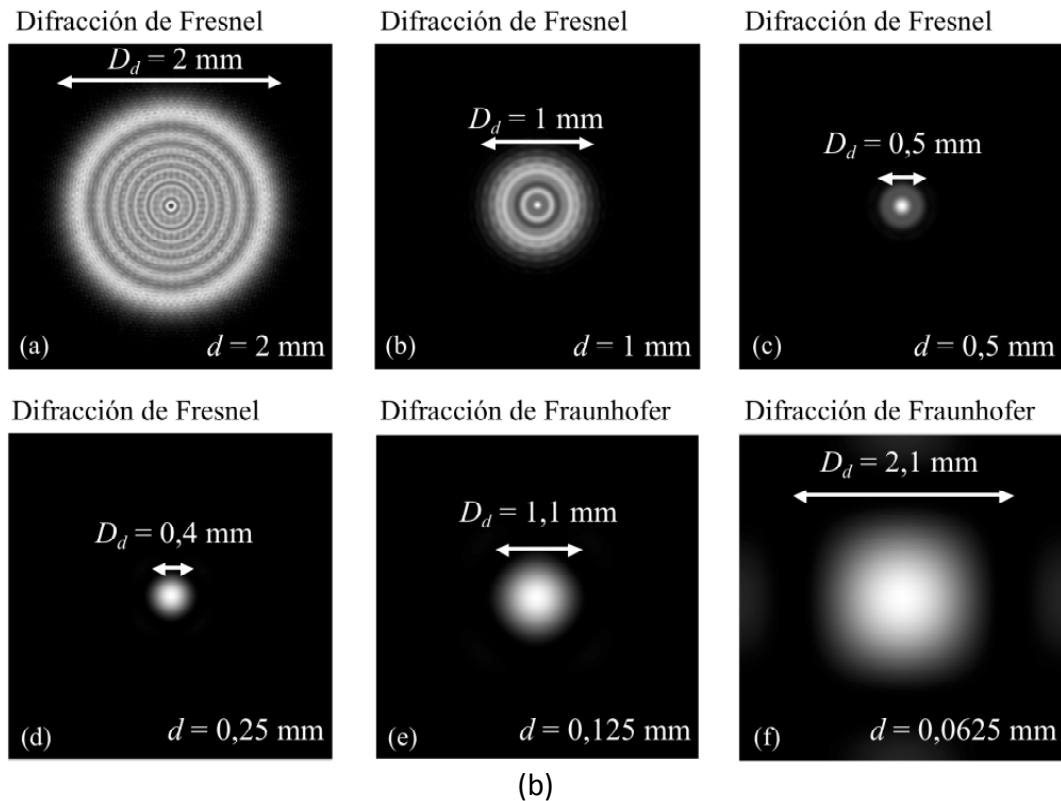 Difracción de Fresnel
D_d = 2 mm
(a)
d = 2 mm
Difracción de Fresnel
D_d = 1 mm
(b)
d = 1 mm
Difracción de Fresnel
D_d = 0,5 mm
(c)
d = 0,5 mm
Difracción de Fresnel
D_d = 0,4 mm
(d)
d = 0,25 mm
Difracción de Fraunhofer
D_d = 1,1 mm
(e)
d = 0,125 mm
Difracción de Fraunhofer
D_d = 2,1 mm
(f)
d = 0,0625 mm
(b)